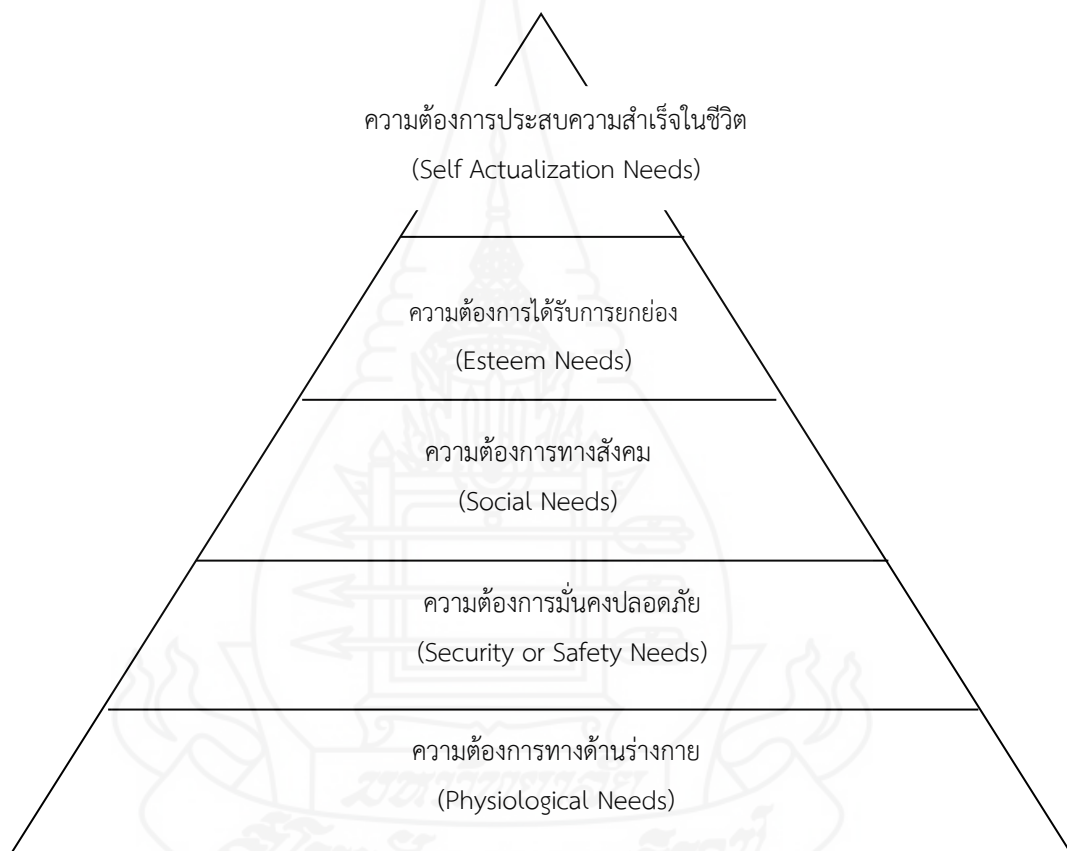 ความต้องการประสบความสำเร็จในชีวิต
(Self Actualization Needs)
ความต้องการได้รับการยกย่อง
(Esteem Needs)
ความต้องการทางสังคม
(Social Needs)
ความต้องการมั่นคงปลอดภัย
(Security or Safety Needs)
ความต้องการทางด้านร่างกาย
(Physiological Needs)